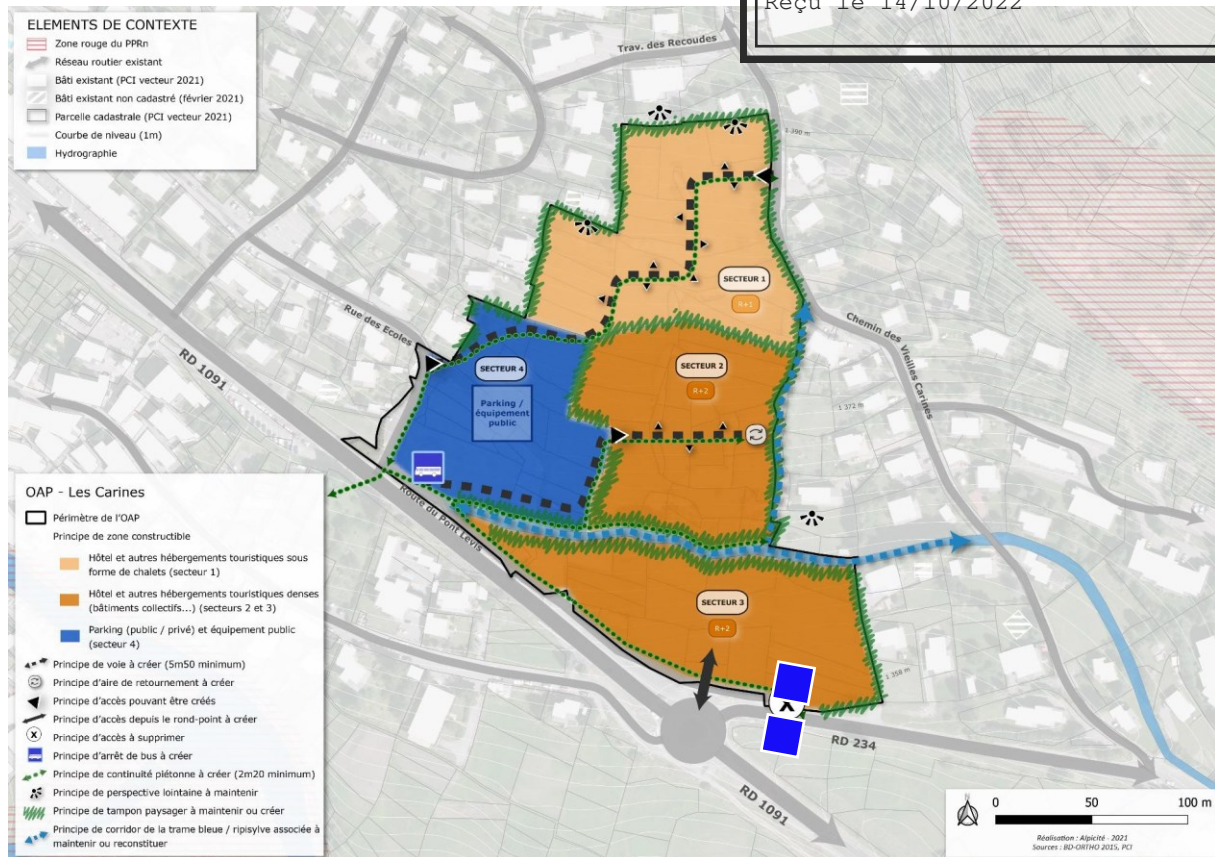 Reçu le 14/10/2022
ELEMENTS DE CONTEXTE
Zone rouge du PPRn
Réseau routier existant
Bâti existant (PCI vecteur 2021)
Bâti existant non cadastré (février 2021)
Parcelle cadastrale (PCI vecteur 2021)
Courbe de niveau (1m)
Hydrographie
Trav. des Recoudes
1 390 m
SECTEUR 1
R+1
Rue des Ecoles
RD 1091
Chemin des Vieilles Carines
SECTEUR 4
SECTEUR 2
R+2
Parking /
équipement
public
1 372 m
Route du Pont Levis
SECTEUR 3
R+2
1 358 m
X
RD 234
RD 1091
OAP - Les Carines
Périmètre de l'OAP
Principe de zone constructible
Hôtel et autres hébergements touristiques sous
forme de chalets (secteur 1)
Hôtel et autres hébergements touristiques denses
(bâtiments collectifs...) (secteurs 2 et 3)
Parking (public / privé) et équipement public
(secteur 4)
Principe de voie à créer (5m50 minimum)
Principe d'aire de retournement à créer
Principe d'accès pouvant être créés
Principe d'accès depuis le rond-point à créer
X Principe d'accès à supprimer
Principe d'arrêt de bus à créer
Principe de continuité piétonne à créer (2m20 minimum)
Principe de perspective lointaine à maintenir
Principe de tampon paysager à maintenir ou créer
Principe de corridor de la trame bleue / ripisylve associée à
maintenir ou reconstituer
N
0 50 100 m
Réalisation : Alpicité - 2021
Sources : BD-ORTHO 2015, PCI